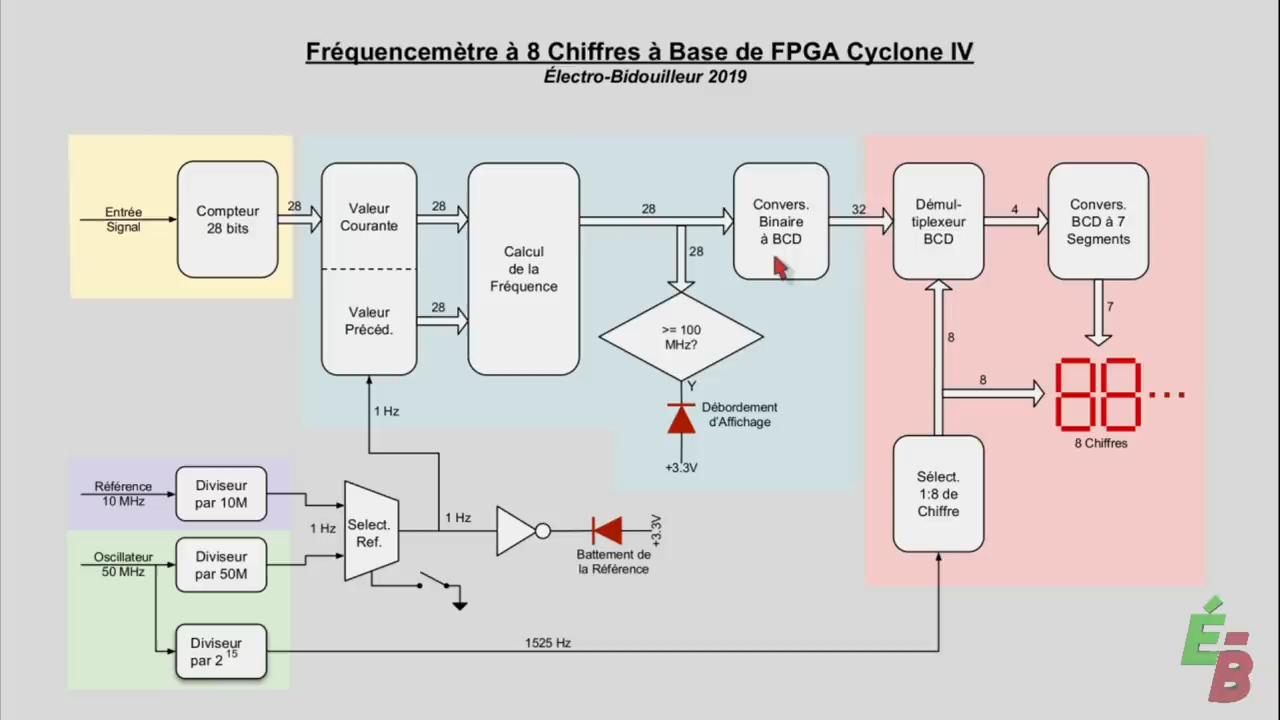 Fréquencemètre à 8 Chiffres à Base de FPGA Cyclone IV
Électro-Bidouilleur 2019
Entrée
Signal
Compteur
28 bits
28
Valeur
Courante
Valeur
Précéd.
28
28
Calcul
de la
Fréquence
28
28
>= 100
MHz?
Y
Débordement
d'Affichage
+3.3V
Convers.
Binaire
à BCD
32
Démul-
tiplexeur
BCD
4
Convers.
BCD à 7
Segments
7
8
8
8 Chiffres
Sélect.
1:8 de
Chiffre
1 Hz
Référence
10 MHz
Diviseur
par 10M
1 Hz
Select.
Ref.
1 Hz
+3.3V
Battement de
la Référence
Oscillateur
50 MHz
Diviseur
par 50M
Diviseur
par 2 15
1525 Hz
88...
É-B